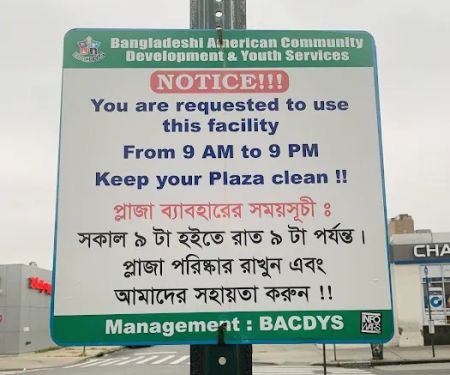 Bangladeshi American Community
Development & Youth Services
NOTICE!!!
You are requested to use
this facility
From 9 AM to 9 PM
Keep your Plaza clean !!
প্লাজা ব্যাবহারের সময়সূচী :
সকাল ৯ টা হইতে রাত ৯ টা পর্যন্ত ।
প্লাজা পরিষ্কার রাখুন এবং
আমাদের সহায়তা করুন !!
Management : BACDYS
CHA